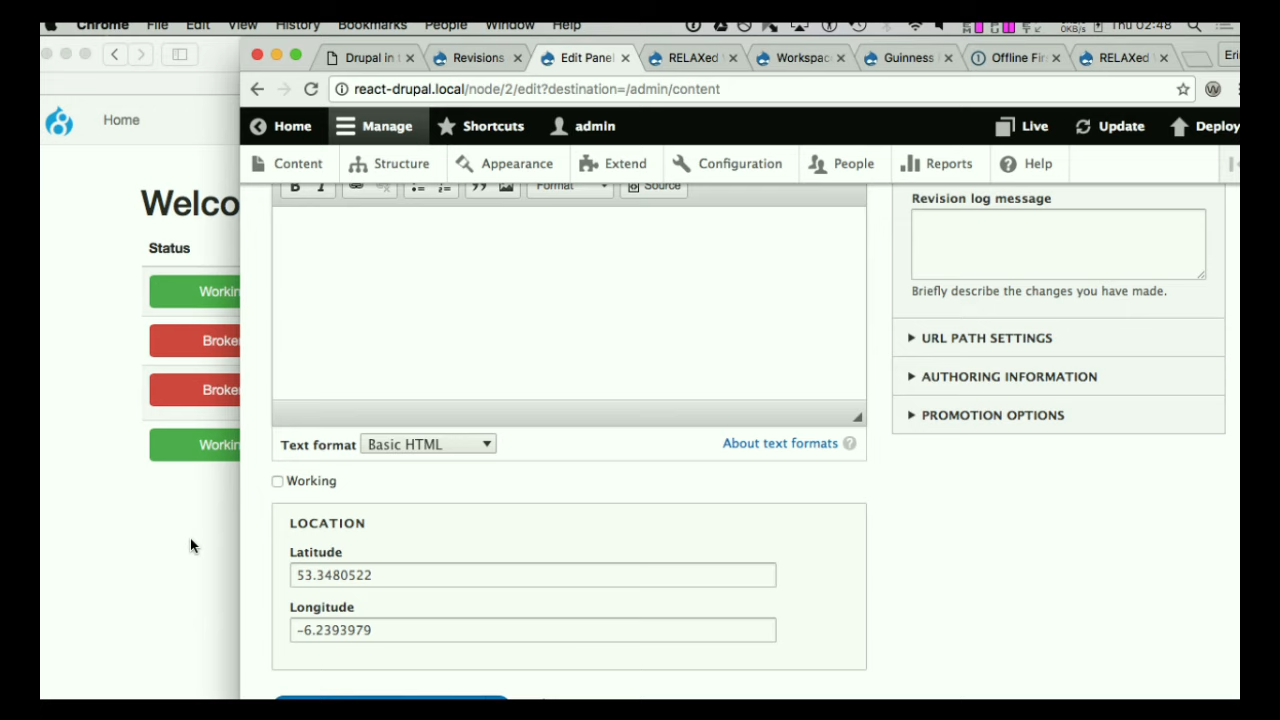 Chrome File Edit View History Bookmarks People Window Help Thu 02:48
Drupal in t Revisions Edit Panel RELAXed Workspac Guinness Offline Fir RELAXed Eri
react-drupal.local/node/2/edit?destination=/admin/content
Home
Home Manage Shortcuts admin Live Update Deploy
Content Structure Appearance Extend Configuration People Reports Help
B I Format Source
Welco
Status
Workin
Broke
Broke
Workin
Revision log message
Briefly describe the changes you have made.
URL PATH SETTINGS
AUTHORING INFORMATION
PROMOTION OPTIONS
Text format Basic HTML About text formats ?
Working
LOCATION
Latitude
53.3480522
Longitude
-6.2393979